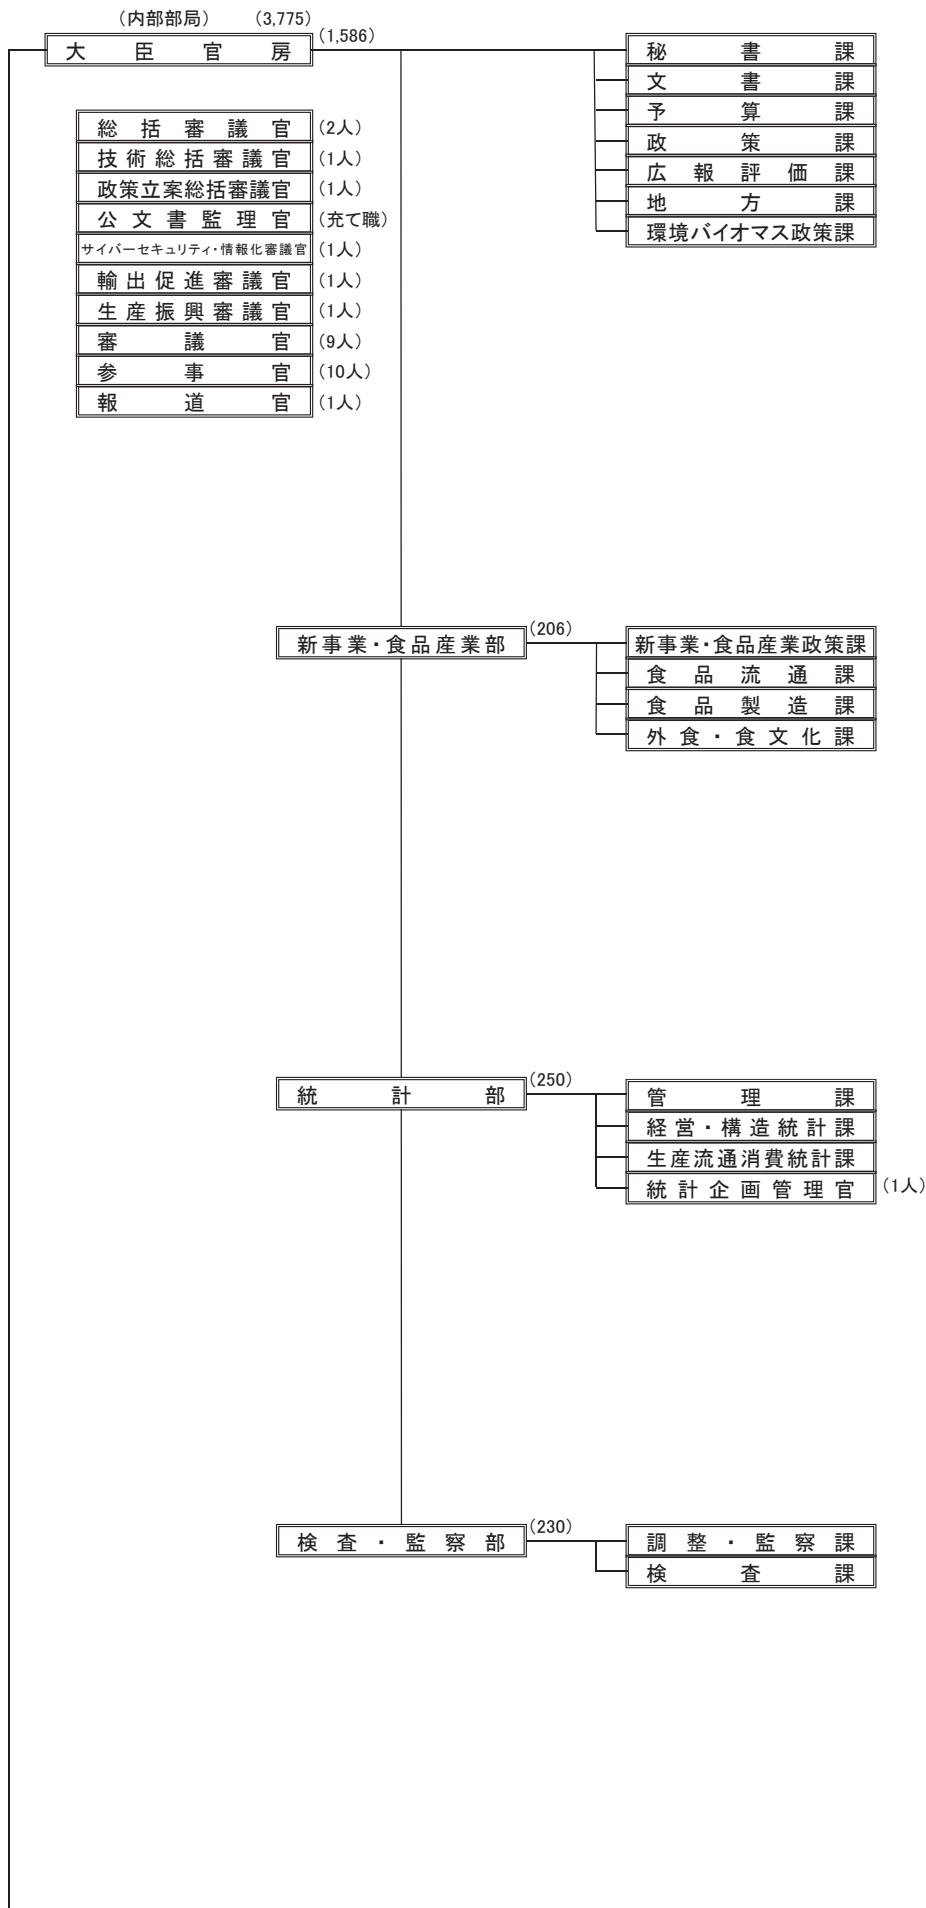 （内部部局） （3,775）
大臣官房 （1,586）
秘書課
文書課
予算課
政策課
広報評価課
地方課
環境バイオマス政策課
総括審議官 （2人）
技術総括審議官 （1人）
政策立案総括審議官 （1人）
公文書監理官 （充て職）
サイバーセキュリティ・情報化審議官 （1人）
輸出促進審議官 （1人）
生産振興審議官 （1人）
審議官 （9人）
参事官 （10人）
報道官 （1人）
新事業・食品産業部 （206）
新事業・食品産業政策課
食品流通課
食品製造課
外食・食文化課
統計部 （250）
管理課
経営・構造統計課
生産流通消費統計課
統計企画管理官 （1人）
検査・監察部 （230）
調整・監察課
検査課